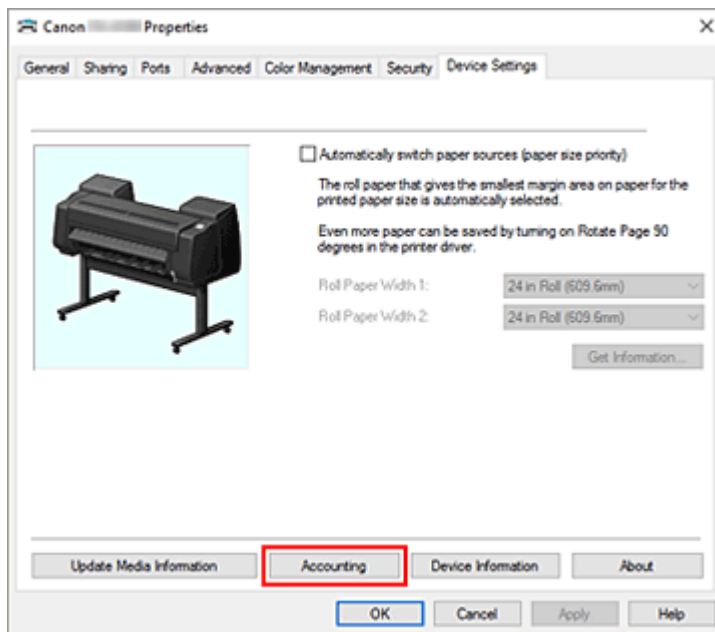 Canon Properties
General Sharing Ports Advanced Color Management Security Device Settings
Automatically switch paper sources (paper size priority)
The roll paper that gives the smallest margin area on paper for the
printed paper size is automatically selected.
Even more paper can be saved by turning on Rotate Page 90
degrees in the printer driver.
Roll Paper Width 1: 24 in Roll (609.6mm)
Roll Paper Width 2: 24 in Roll (609.6mm)
Get Information...
Update Media Information Accounting Device Information About
OK Cancel Apply Help